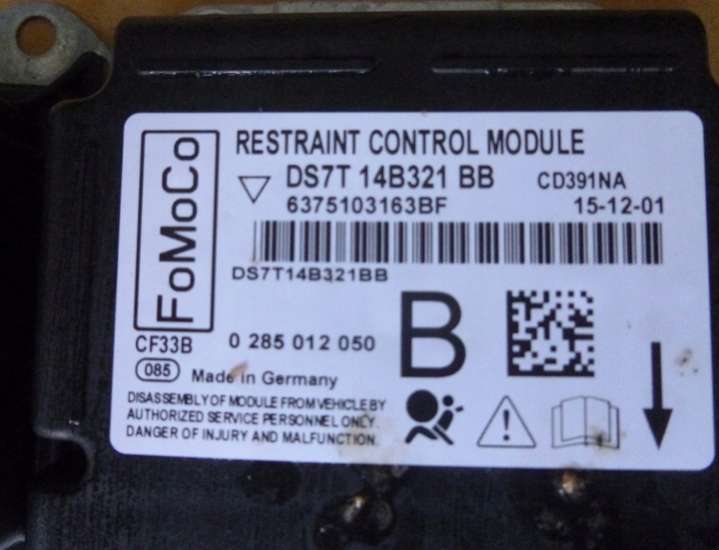 RESTRAINT CONTROL MODULE
DS7T 14B321 BB CD391NA
6375103163BF 15-12-01
DS7T14B321BB
FoMoCo
CF33B 0 285 012 050
B
085 Made in Germany
DISASSEMBLY OF MODULE FROM VEHICLE BY
AUTHORIZED SERVICE PERSONNEL ONLY.
DANGER OF INJURY AND MALFUNCTION.